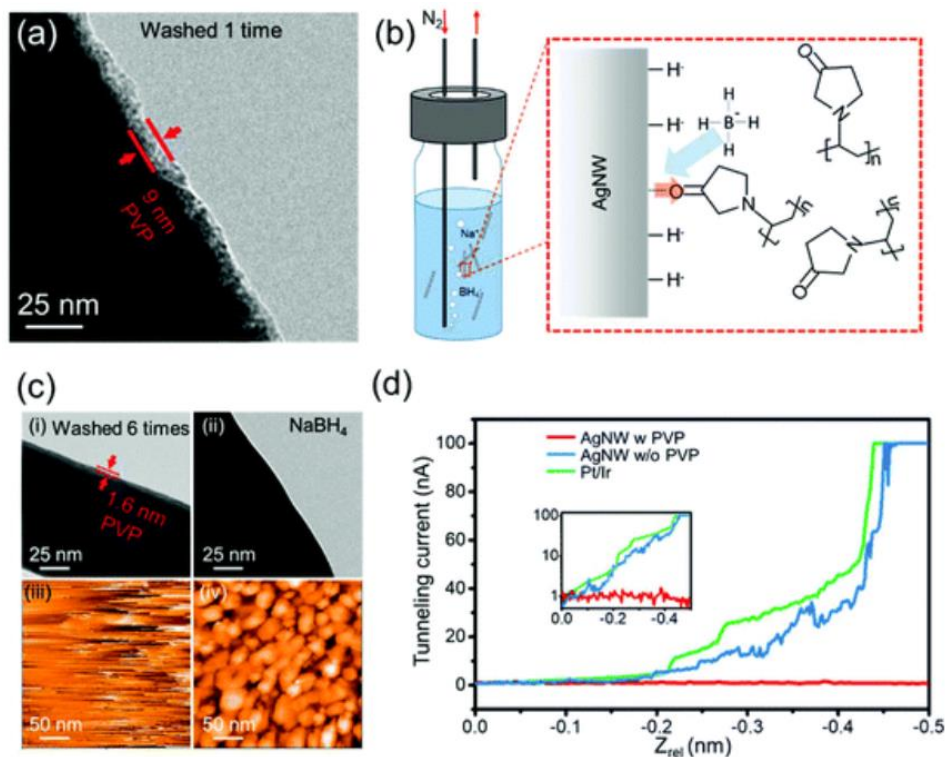 (a)
Washed 1 time
9 nm
PVP
25 nm
(b)
N2
Na+
BH4-
AgNW
H·
H·
H·
H·
H
H B- H
H
O
N
n
O
N
n
O
N
n
(c)
(i) Washed 6 times
1.6 nm
PVP
25 nm
(ii) NaBH4
25 nm
(iii)
50 nm
(iv)
50 nm
(d)
Tunneling current (nA)
100
80
60
40
20
0
AgNW w PVP
AgNW w/o PVP
Pt/Ir
100
10
1
0.0 -0.2 -0.4
0.0 -0.1 -0.2 -0.3 -0.4 -0.5
Zrel (nm)